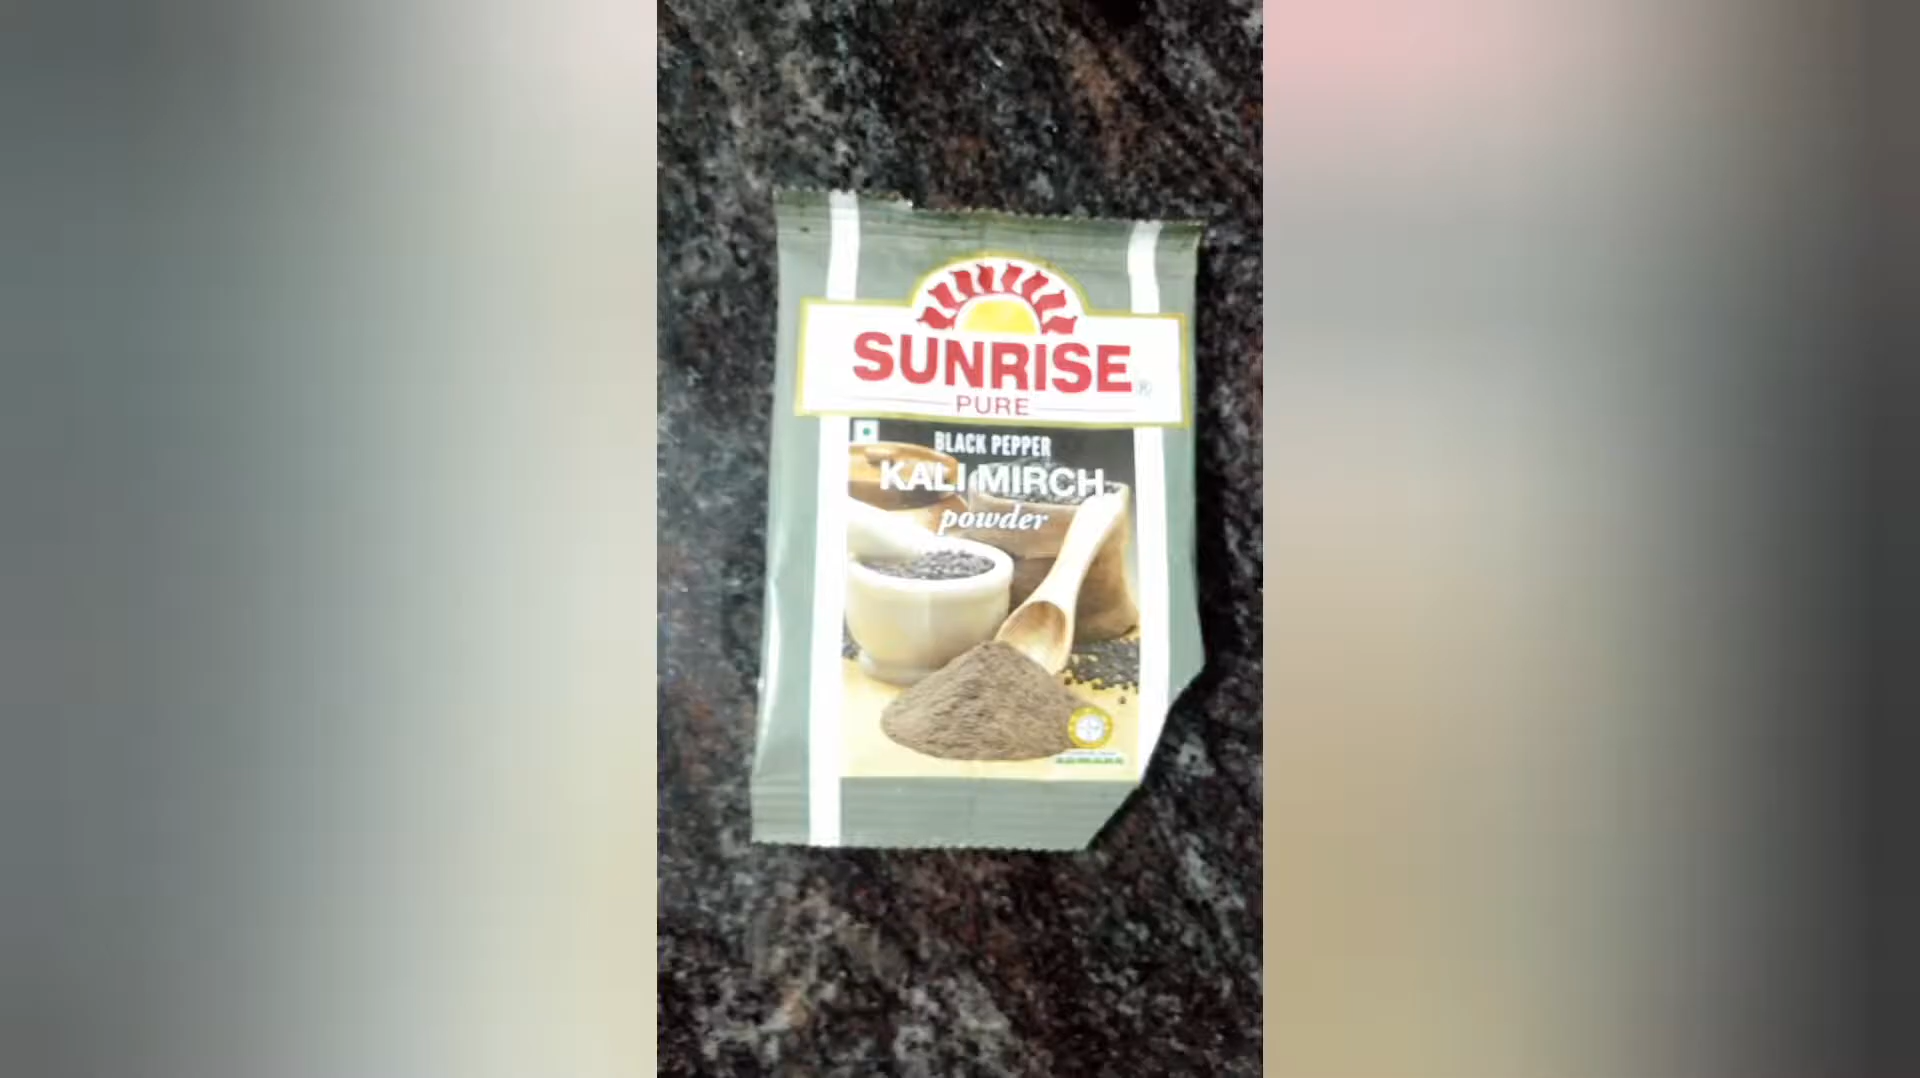 SUNRISE®
PURE
BLACK PEPPER
KALI MIRCH
powder